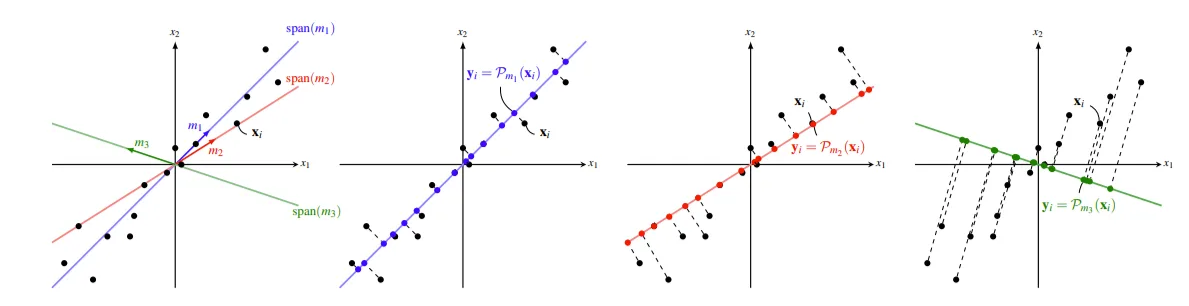 x₂
span(m₁)
span(m₂)
m₁
xᵢ
m₃
m₂
x₁
span(m₃)
x₂
yᵢ = 𝒫ₘ₁(xᵢ)
xᵢ
x₁
x₂
xᵢ
yᵢ = 𝒫ₘ₂(xᵢ)
x₁
x₂
xᵢ
x₁
yᵢ = 𝒫ₘ₃(xᵢ)